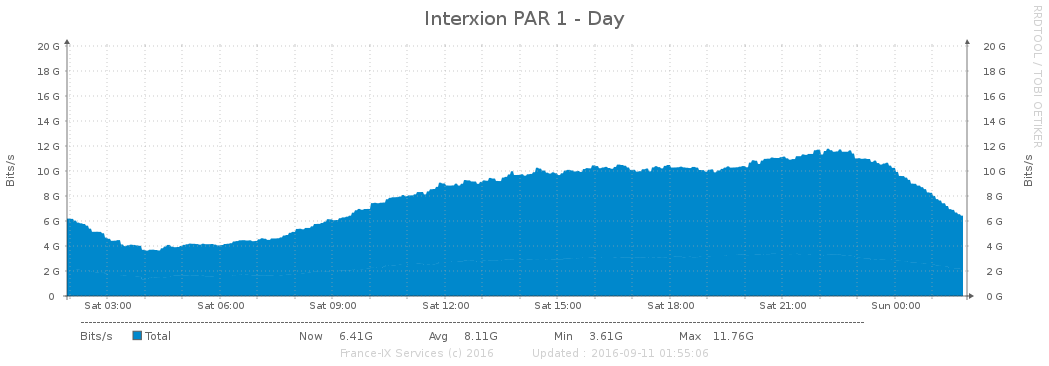 Interxion PAR 1 - Day
RRDTOOL / TOBI OETIKER
20 G 20 G
18 G 18 G
16 G 16 G
14 G 14 G
12 G 12 G
10 G 10 G
8 G 8 G
6 G 6 G
4 G 4 G
2 G 2 G
0 0 G
Bits/s
Bits/s
Sat 03:00 Sat 06:00 Sat 09:00 Sat 12:00 Sat 15:00 Sat 18:00 Sat 21:00 Sun 00:00
Bits/s Total Now 6.41G Avg 8.11G Min 3.61G Max 11.76G
France-IX Services (c) 2016 Updated : 2016-09-11 01:55:06